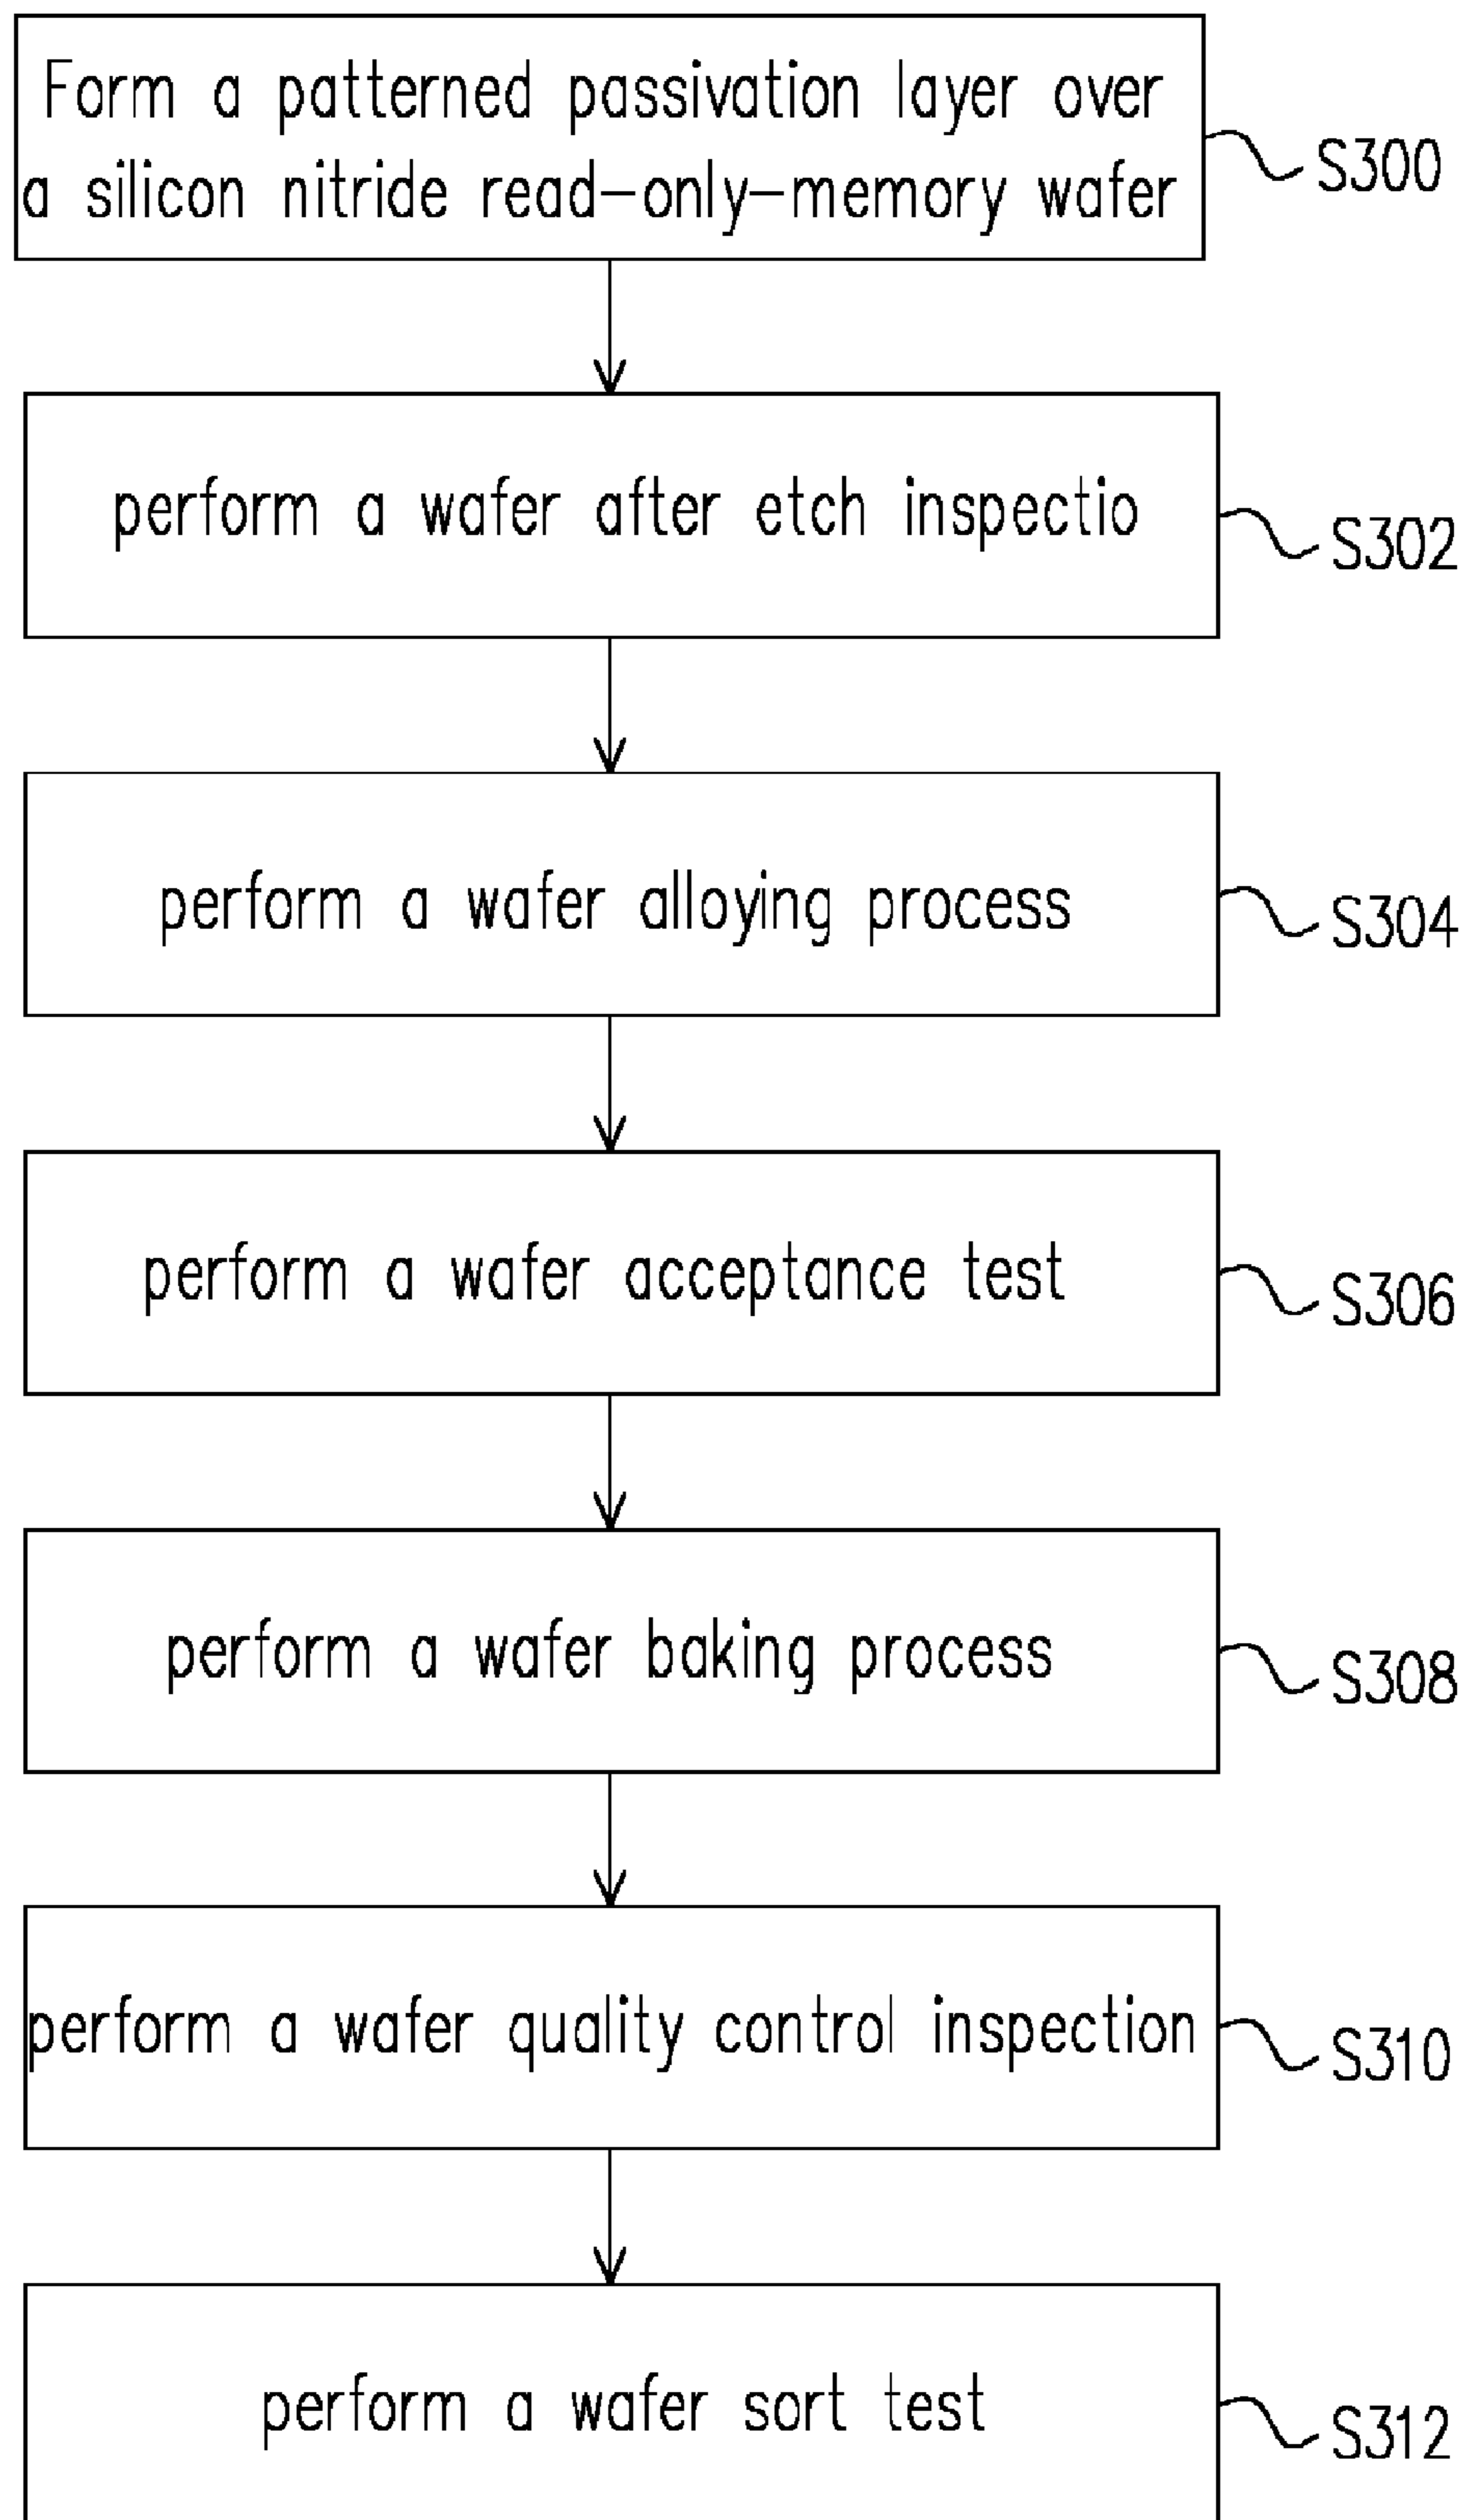 Form a patterned passivation layer over
a silicon nitride read-only-memory wafer
S300
perform a wafer after etch inspectio
S302
perform a wafer alloying process
S304
perform a wafer acceptance test
S306
perform a wafer baking process
S308
perform a wafer quality control inspection
S310
perform a wafer sort test
S312